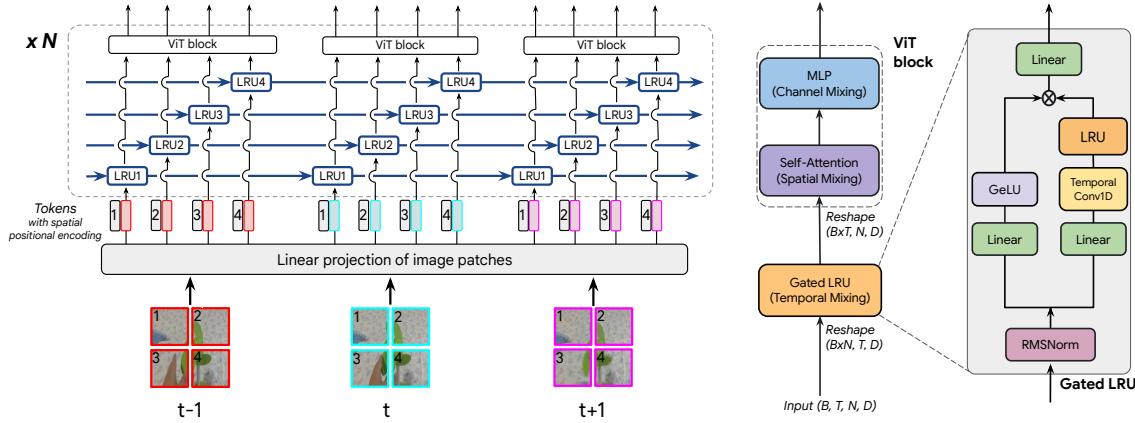 x N
ViT block
ViT block
ViT block
LRU4
LRU4
LRU4
LRU3
LRU3
LRU3
LRU2
LRU2
LRU2
LRU1
LRU1
LRU1
Tokens
with spatial
positional encoding
1
2
3
4
1
2
3
4
1
2
3
4
Linear projection of image patches
1
2
3
4
1
2
3
4
1
2
3
4
t-1
t
t+1
ViT
block
MLP
(Channel Mixing)
Self-Attention
(Spatial Mixing)
Reshape
(BxT, N, D)
Gated LRU
(Temporal Mixing)
Reshape
(BxN, T, D)
Input (B, T, N, D)
Linear
LRU
GeLU
Temporal
Conv1D
Linear
Linear
RMSNorm
Gated LRU